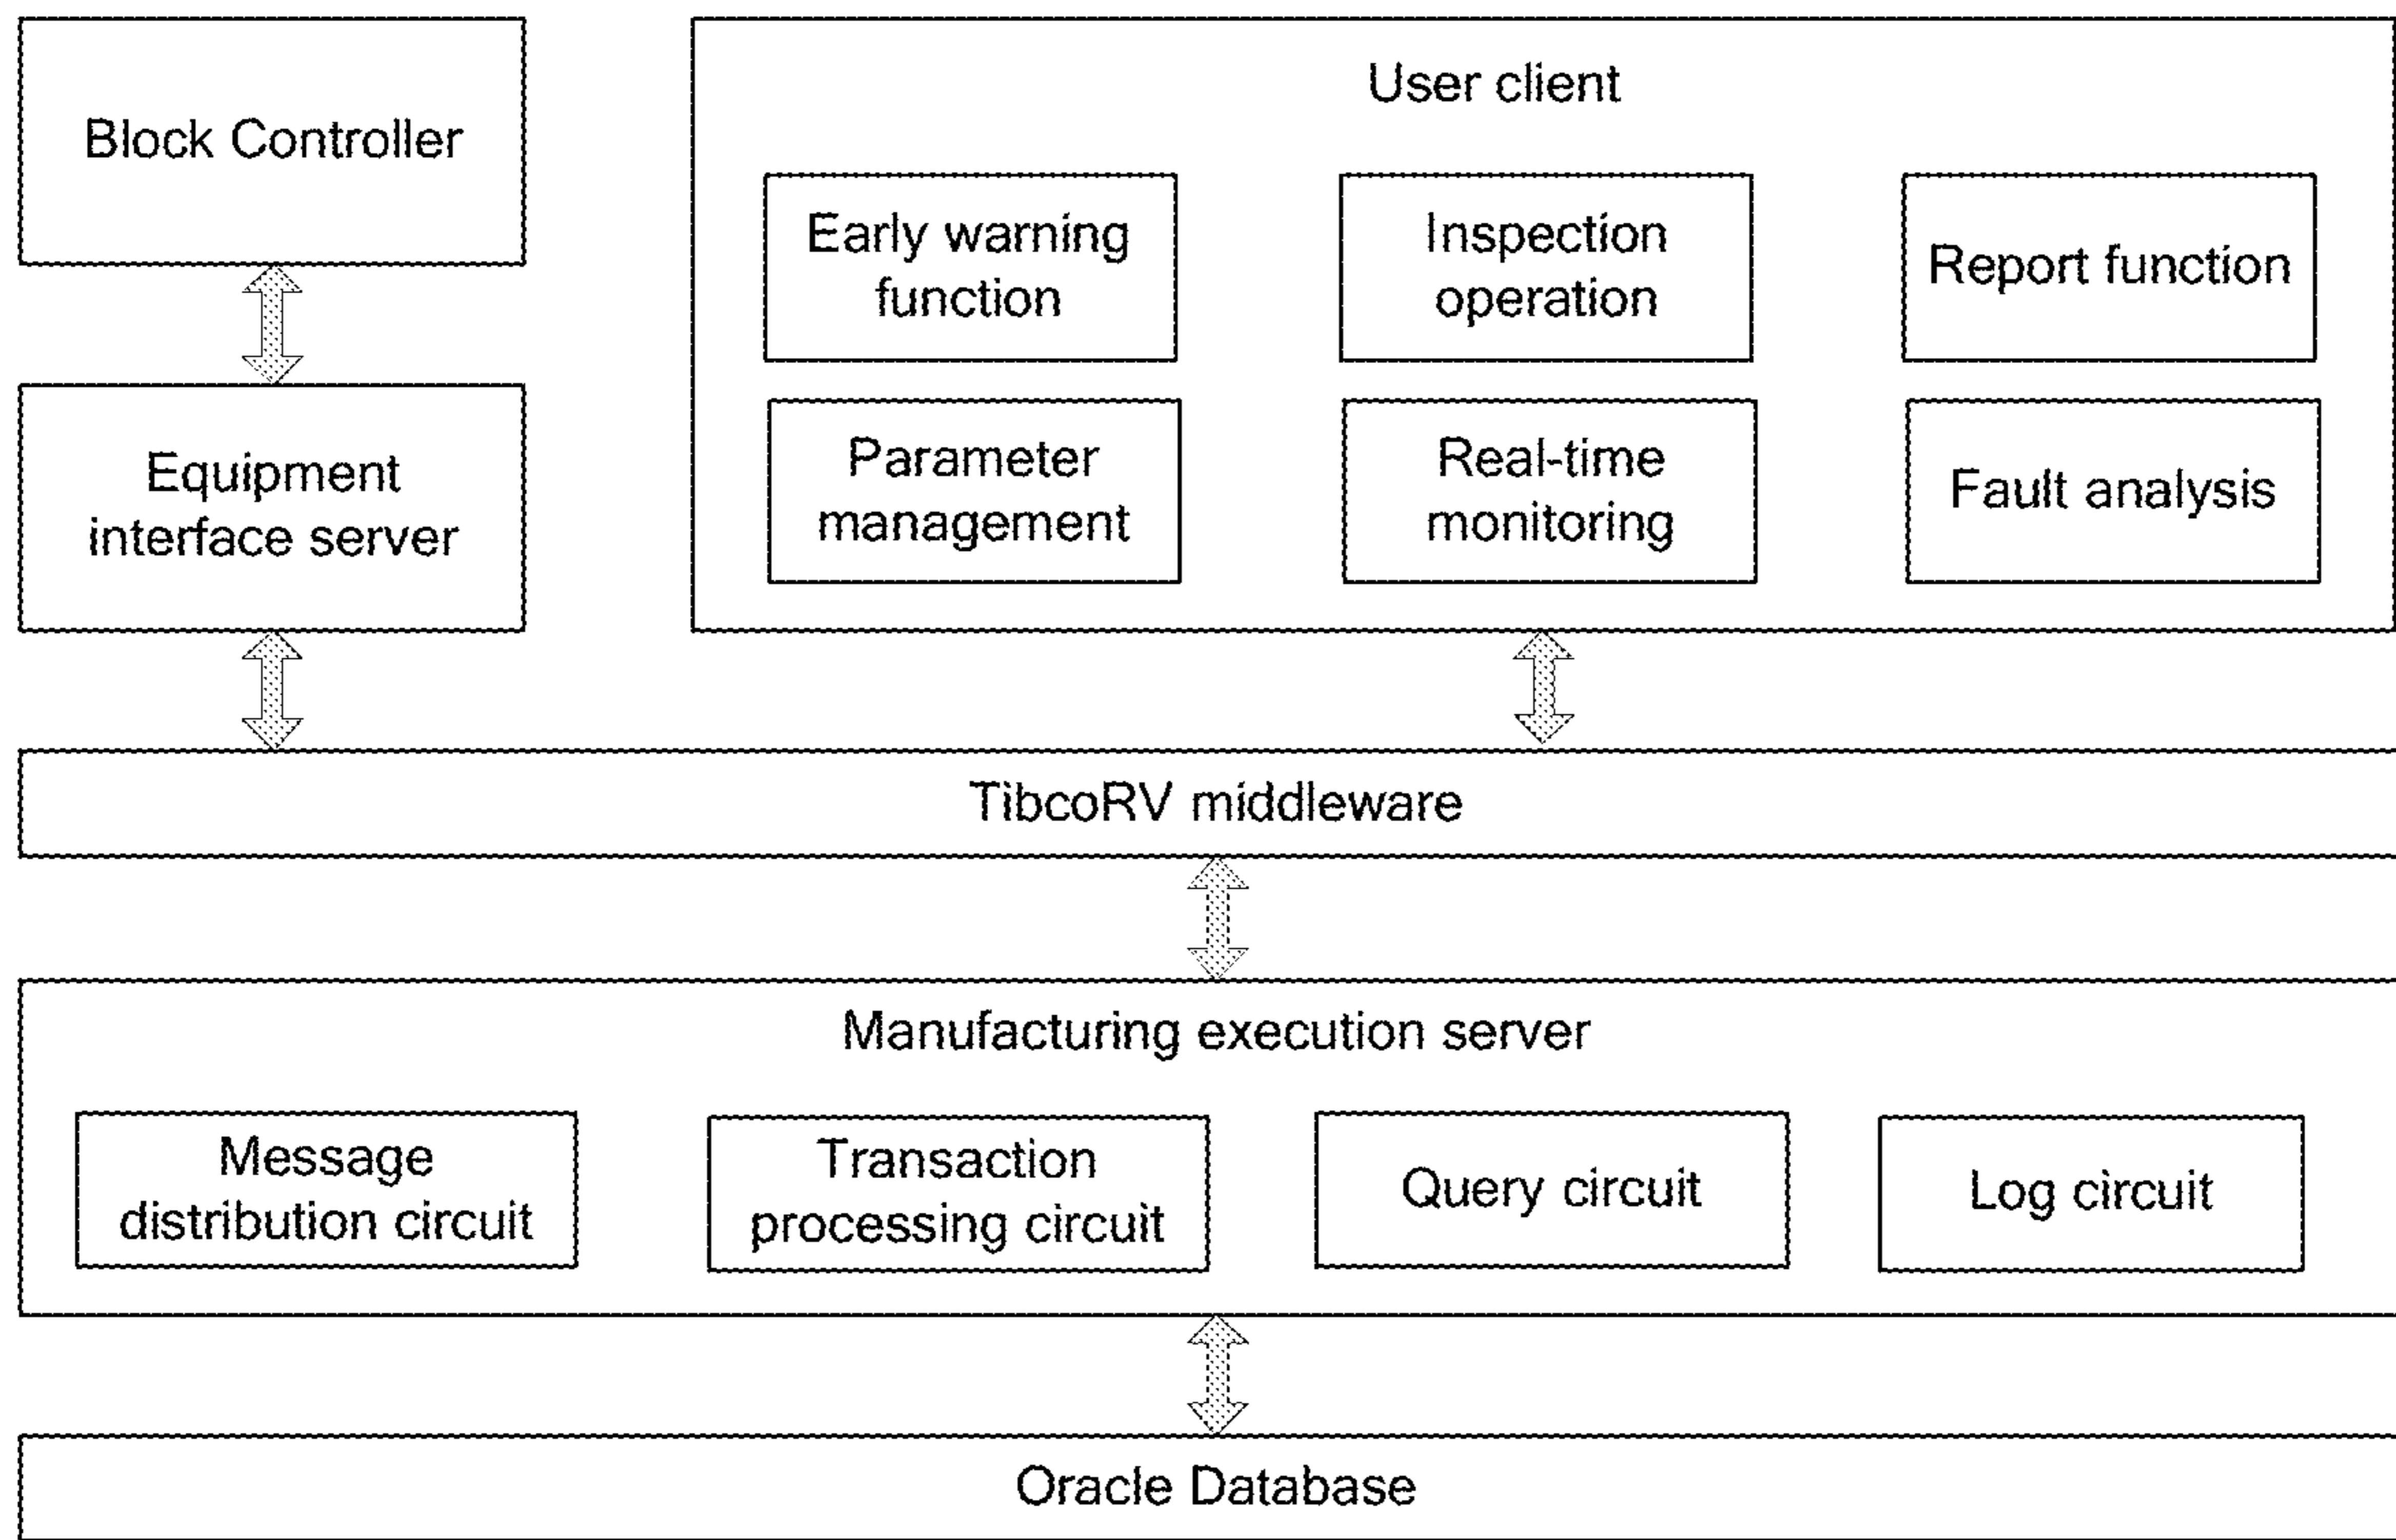 Block Controller
User client
Early warning
function
Inspection
operation
Report function
Equipment
interface server
Parameter
management
Real-time
monitoring
Fault analysis
TibcoRV middleware
Manufacturing execution server
Message
distribution circuit
Transaction
processing circuit
Query circuit
Log circuit
Oracle Database